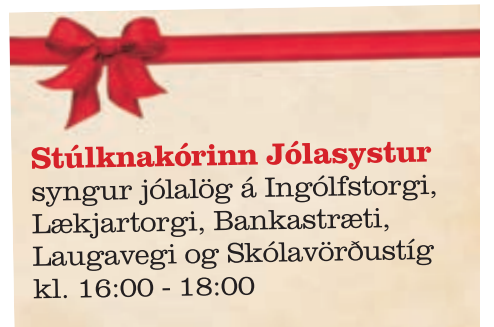 Stúlknakórinn Jólasystur
syngur jólalög á Ingólfstorgi,
Lækjartorgi, Bankastræti,
Laugavegi og Skólavörðustíg
kl. 16:00 - 18:00